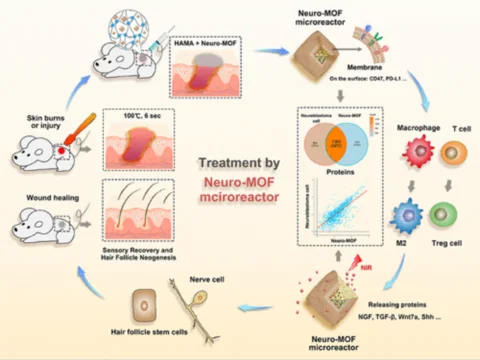 Neuro-MOF
microreactor
HAMA + Neuro-MOF
Membrane
On the surface: CD47, PD-L1 ...
Skin burns
or injury
100℃, 6 sec
Neuroblastoma
cell
Neuro-MOF
Proteins
Macrophage
T cell
Treatment by
Neuro-MOF
mciroreactor
Wound healing
Neuroblastoma cell
Neuro-MOF
M2
Treg cell
Sensory Recovery and
Hair Follicle Neogenesis
NIR
Nerve cell
Releasing proteins
NGF, TGF-β, Wnt7a, Shh ...
Hair follicle stem cells
Neuro-MOF
microreactor